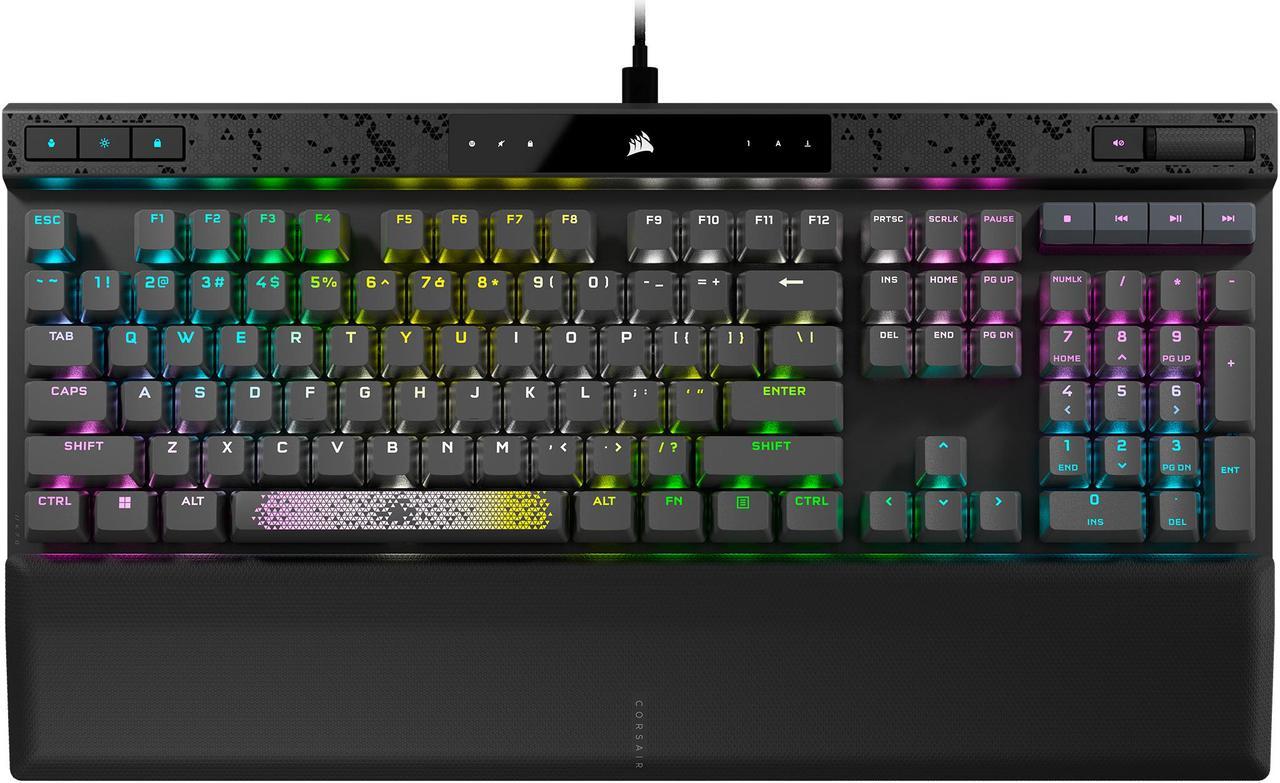 1 A
ESC F1 F2 F3 F4 F5 F6 F7 F8 F9 F10 F11 F12 PRTSC SCRLK PAUSE
~ ~ 1! 2@ 3# 4$ 5% 6^ 7& 8* 9( 0) - _ = + INS HOME PG UP NUMLK / * -
TAB Q W E R T Y U I O P [ { ] } \ | DEL END PG DN 7 HOME 8 9 PG UP +
CAPS A S D F G H J K L ; : ' " ENTER 4 5 6
SHIFT Z X C V B N M , < . > / ? SHIFT 1 END 2 3 PG DN ENT
CTRL ALT ALT FN CTRL 0 INS . DEL
CORSAIR